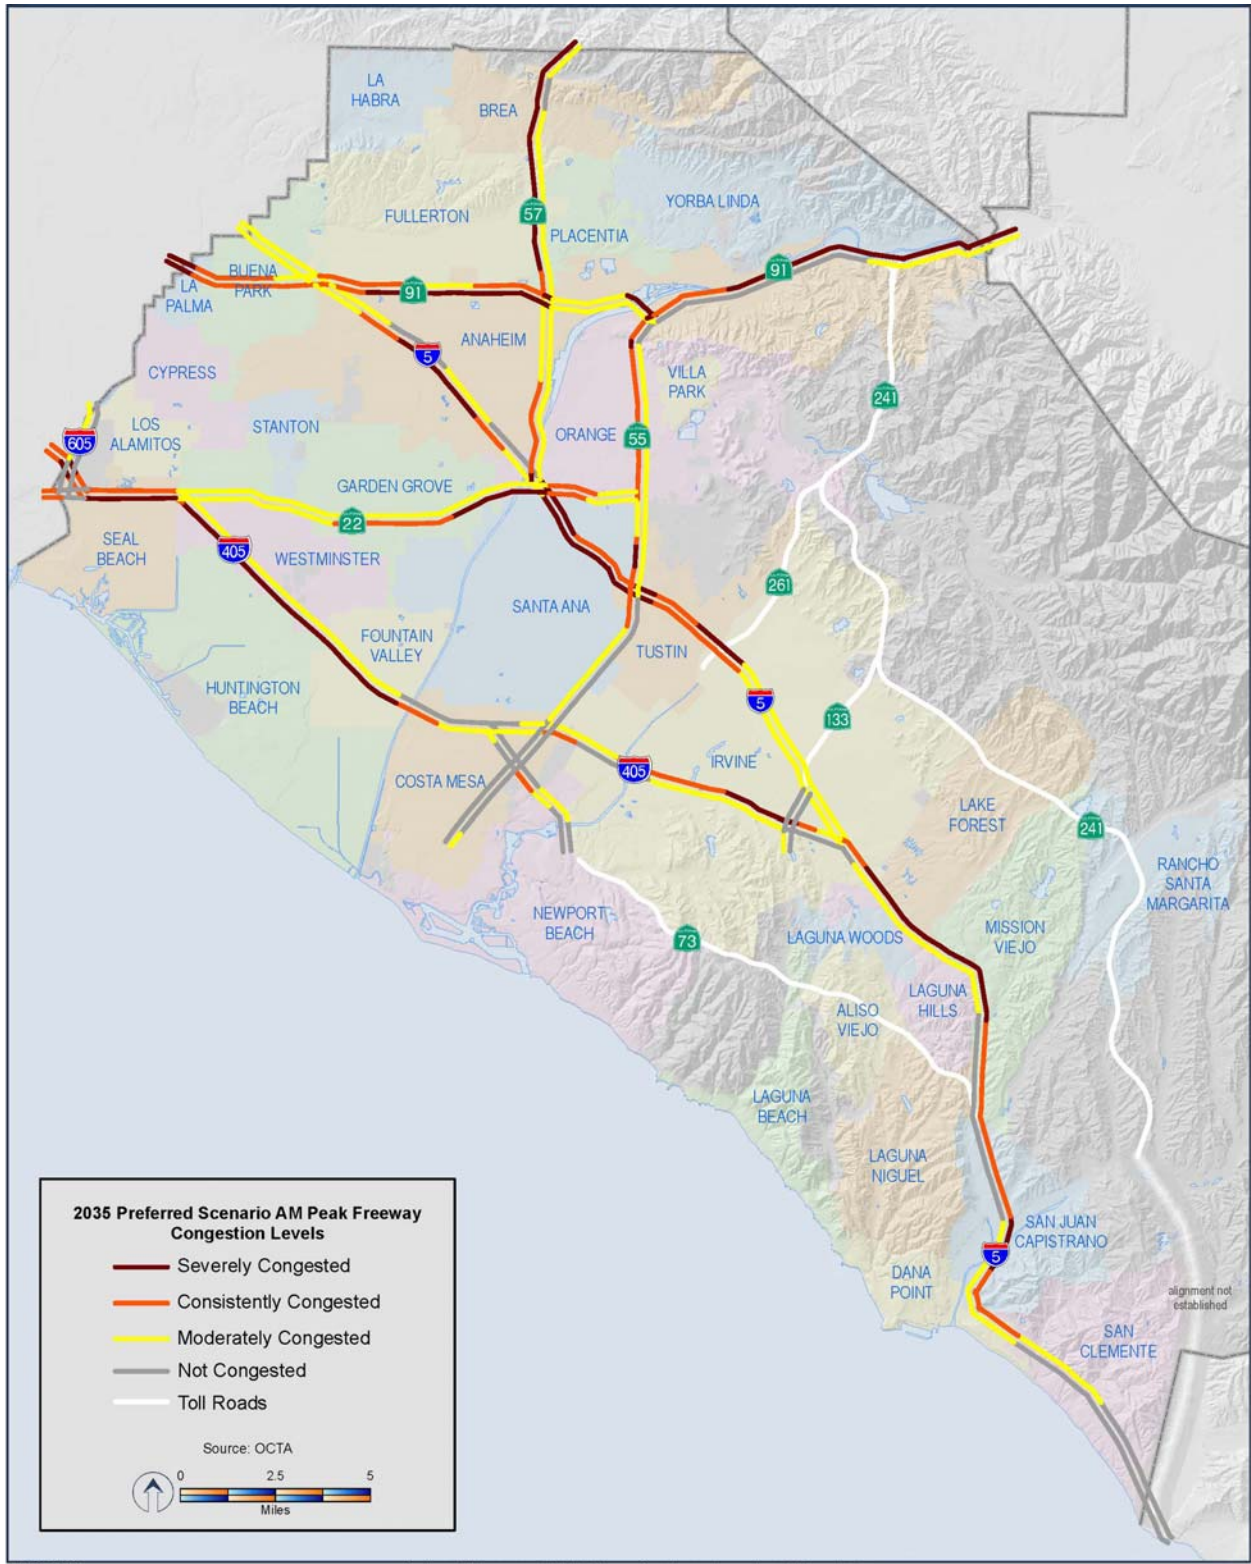 LA
HABRA
BREA
YORBA LINDA
57
FULLERTON
PLACENTIA
91
BUENA
PARK
LA
PALMA
91
ANAHEIM
5
CYPRESS
VILLA
PARK
241
LOS
ALAMITOS
605
STANTON
ORANGE
55
GARDEN GROVE
22
SEAL
BEACH
405
WESTMINSTER
261
SANTA ANA
FOUNTAIN
VALLEY
TUSTIN
HUNTINGTON
BEACH
5
133
405
IRVINE
COSTA MESA
LAKE
FOREST
241
RANCHO
SANTA
MARGARITA
NEWPORT
BEACH
73
LAGUNA WOODS
MISSION
VIEJO
LAGUNA
HILLS
ALISO
VIEJO
LAGUNA
BEACH
LAGUNA
NIGUEL
SAN JUAN
CAPISTRANO
5
DANA
POINT
alignment not
established
SAN
CLEMENTE
2035 Preferred Scenario AM Peak Freeway
Congestion Levels
Severely Congested
Consistently Congested
Moderately Congested
Not Congested
Toll Roads
Source: OCTA
0 2.5 5
Miles